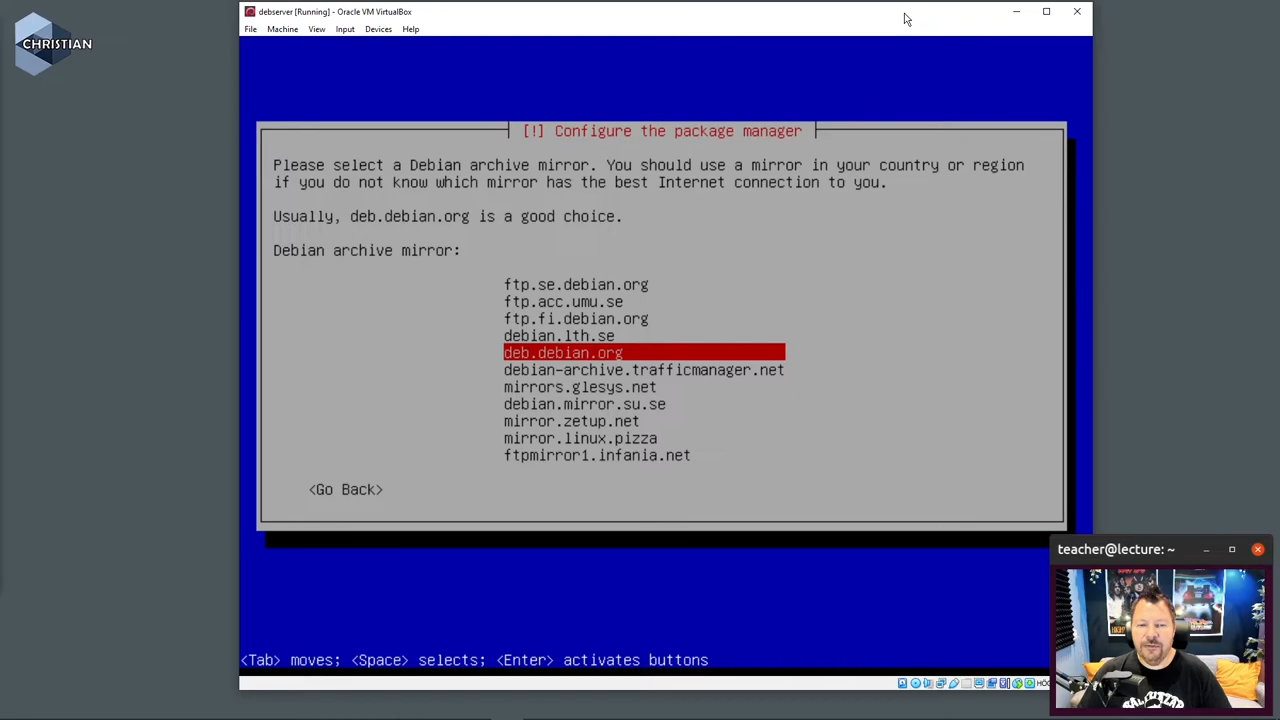 CHRISTIAN
debserver [Running] - Oracle VM VirtualBox
File Machine View Input Devices Help
[!] Configure the package manager
Please select a Debian archive mirror. You should use a mirror in your country or region
if you do not know which mirror has the best Internet connection to you.
Usually, deb.debian.org is a good choice.
Debian archive mirror:
ftp.se.debian.org
ftp.acc.umu.se
ftp.fi.debian.org
debian.lth.se
deb.debian.org
debian-archive.trafficmanager.net
mirrors.glesys.net
debian.mirror.su.se
mirror.zetup.net
mirror.linux.pizza
ftpmirror1.infania.net
<Go Back>
<Tab> moves; <Space> selects; <Enter> activates buttons
teacher@lecture: ~